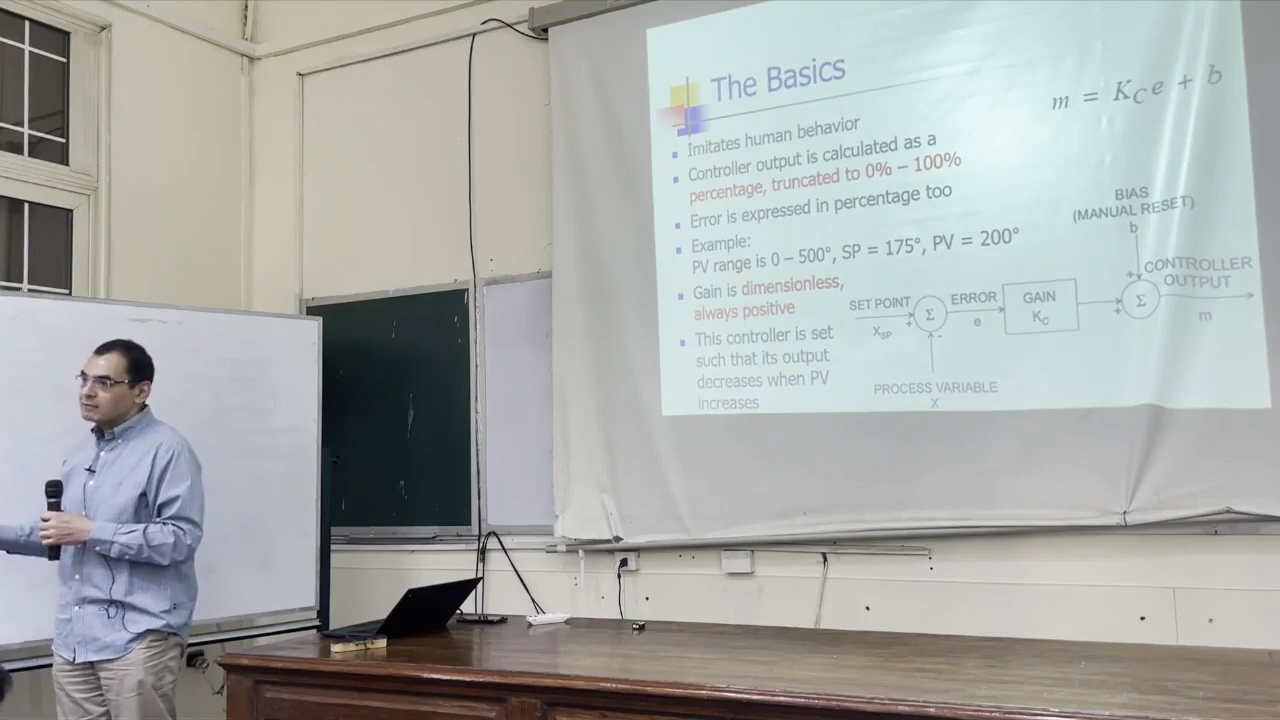 The Basics
m = K_C e + b
Imitates human behavior
Controller output is calculated as a
percentage, truncated to 0% – 100%
Error is expressed in percentage too
Example:
PV range is 0 – 500°, SP = 175°, PV = 200°
Gain is dimensionless,
always positive
This controller is set
such that its output
decreases when PV
increases
BIAS
(MANUAL RESET)
b
+
CONTROLLER
OUTPUT
SET POINT
Σ
ERROR
GAIN
Σ
X_SP
+
e
K_C
+
m
-
PROCESS VARIABLE
X